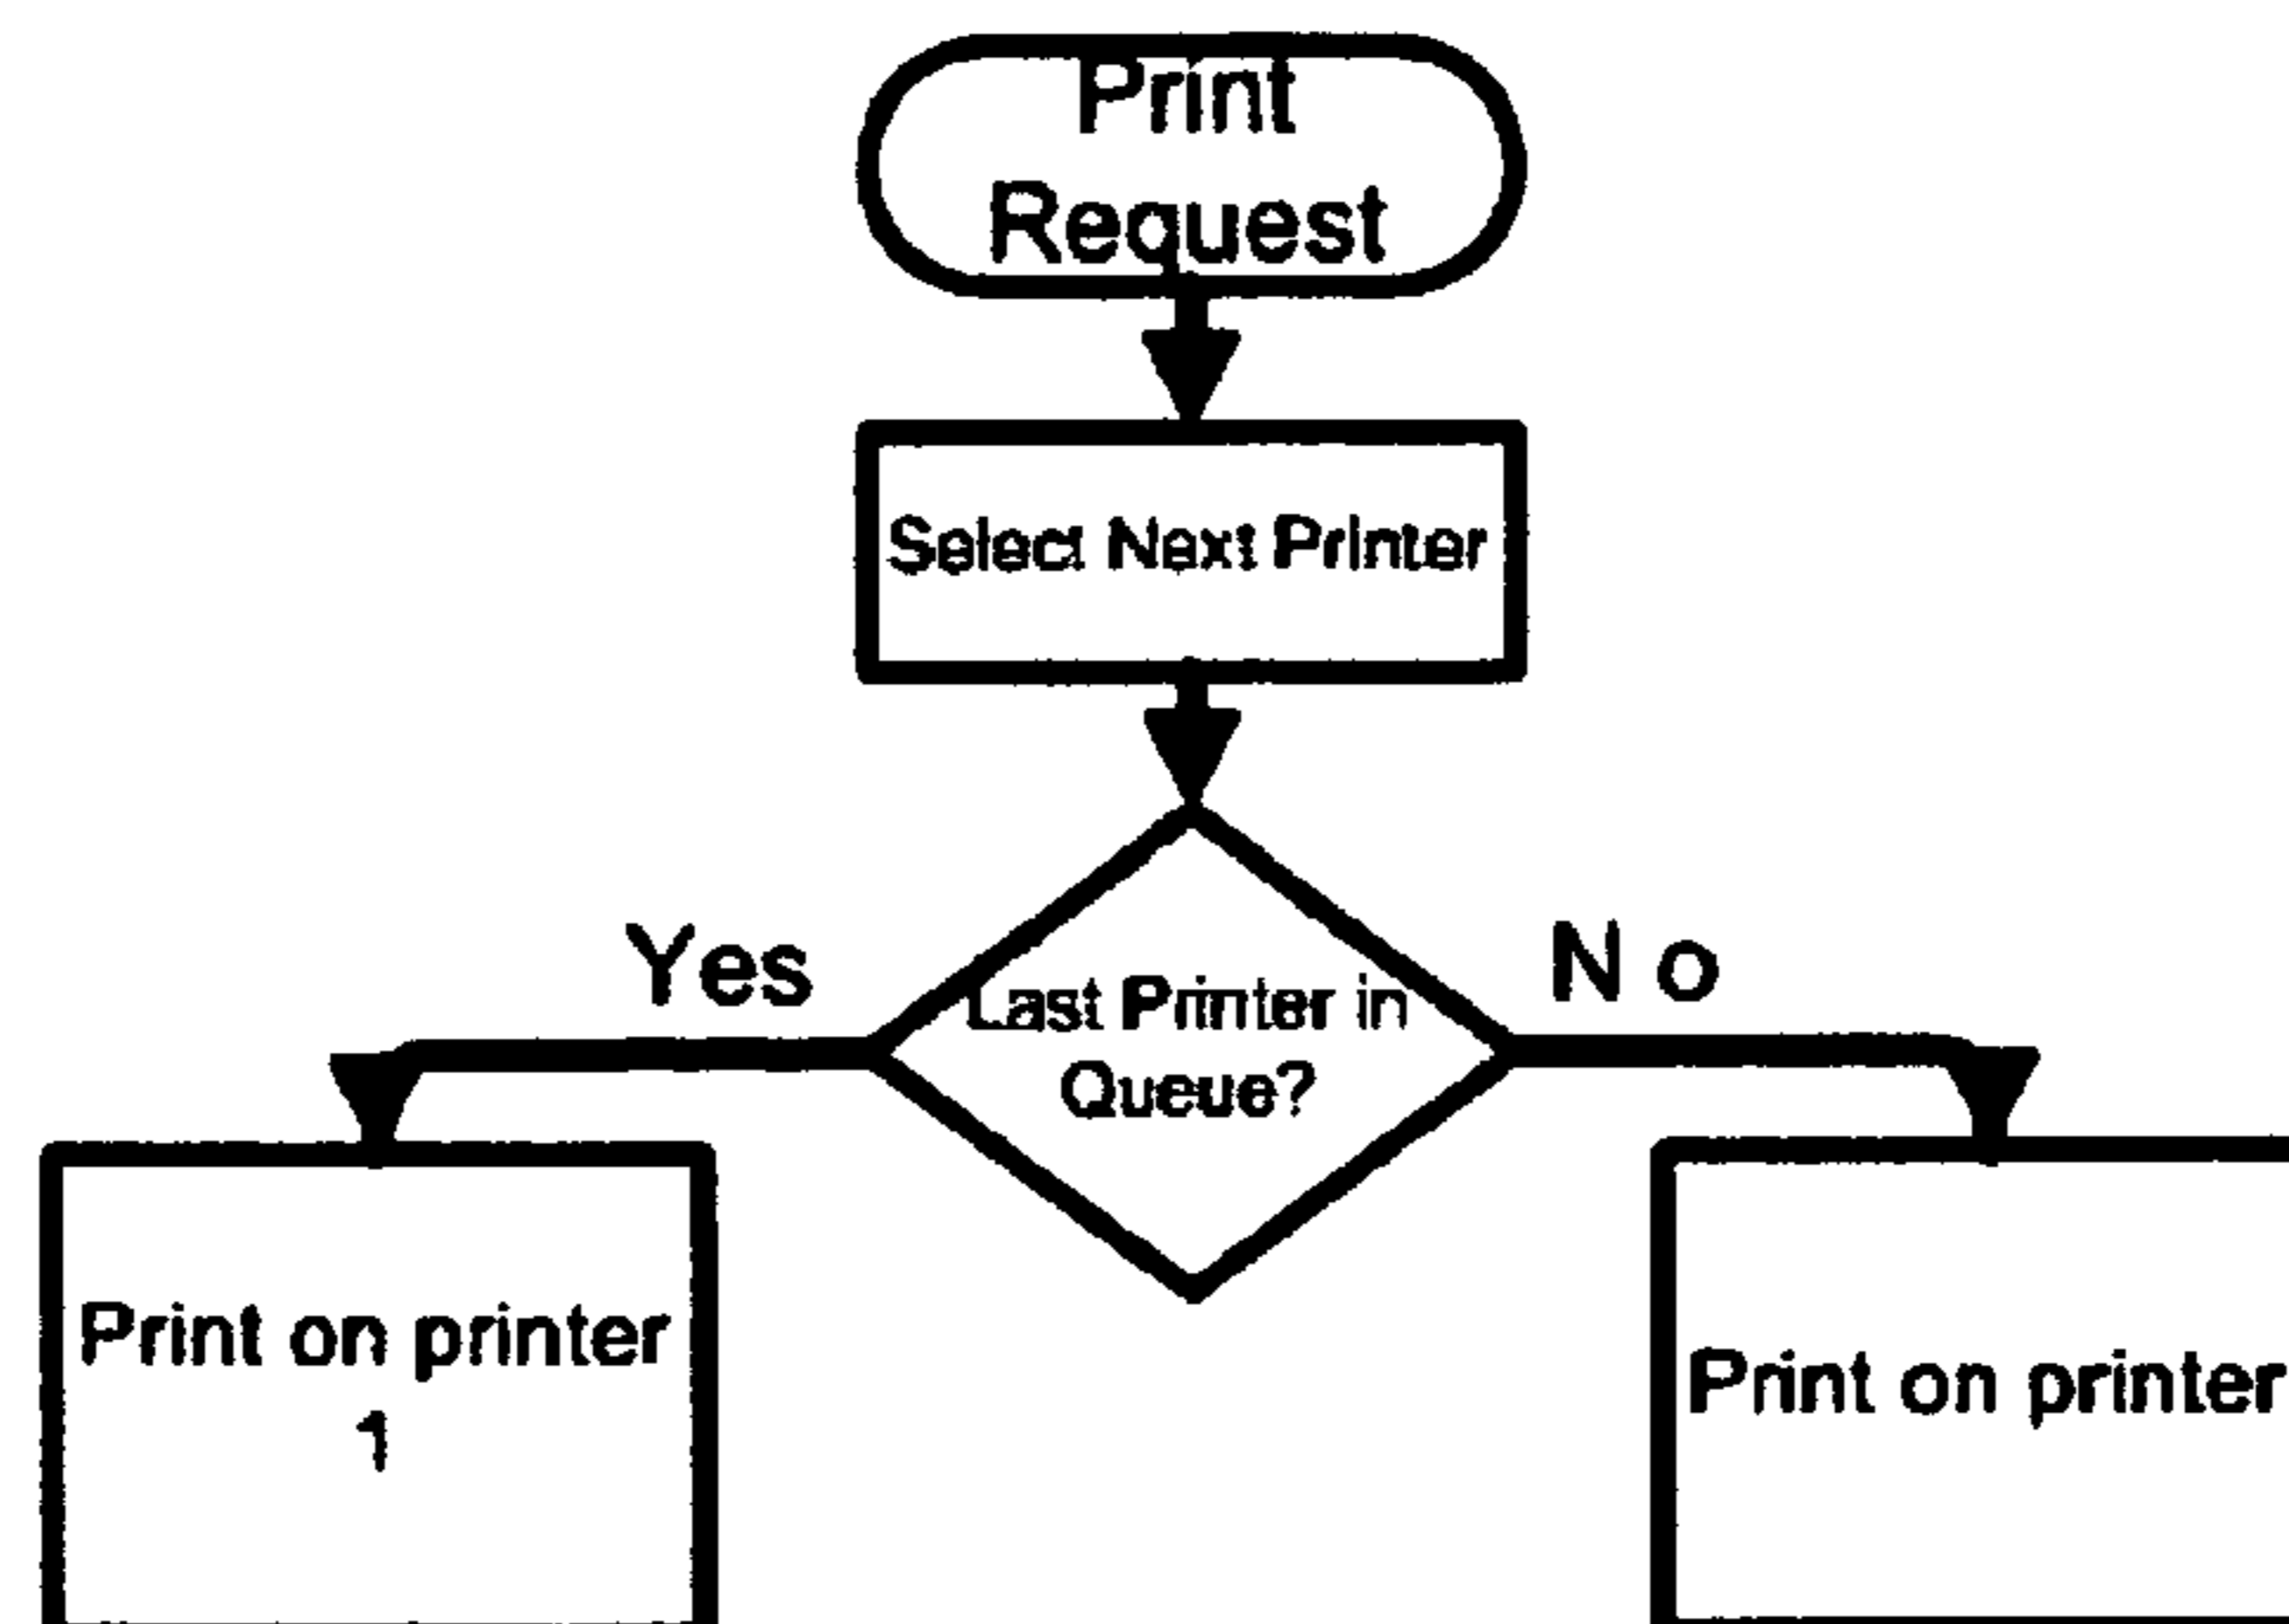 Print
Request
Select Next Printer
Yes
No
Last Printer in
Queue?
Print on printer
1
Print on printer